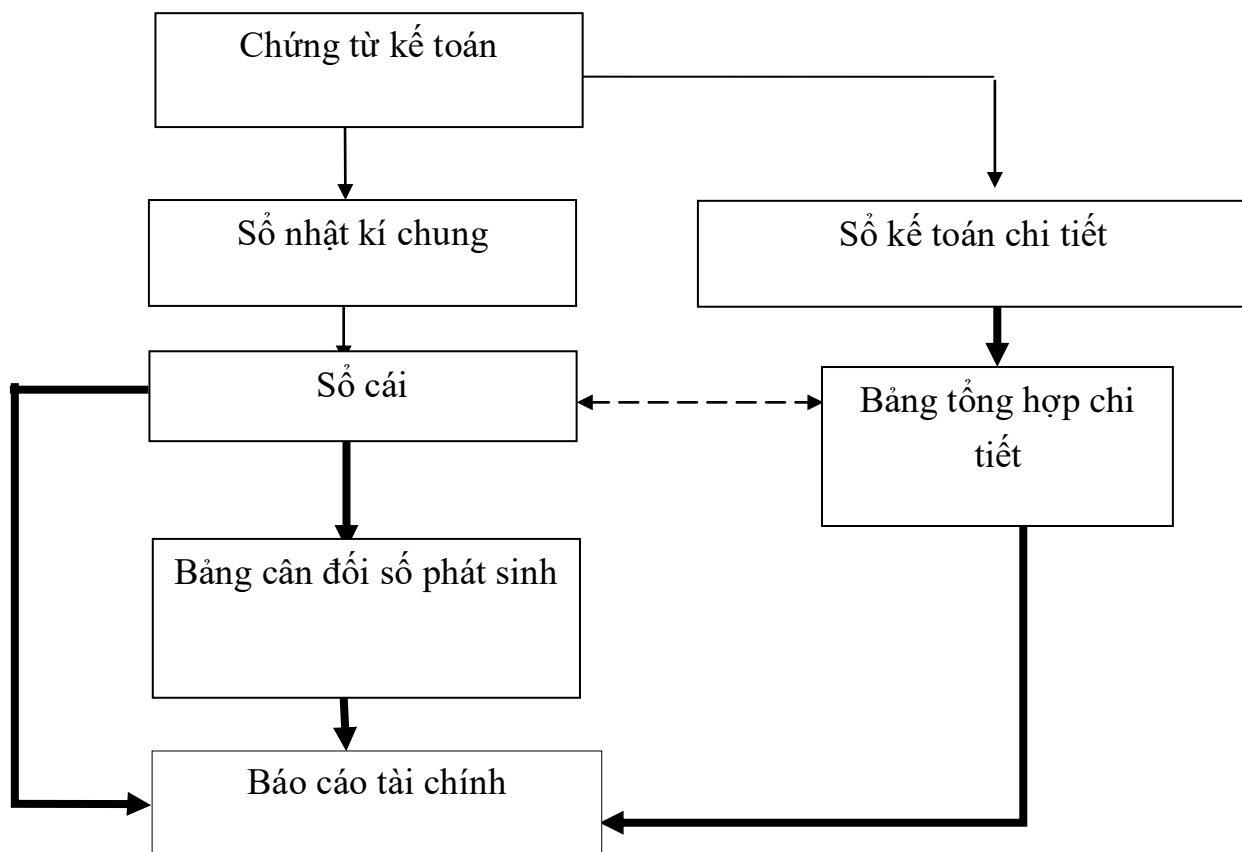 Chứng từ kế toán
Sổ nhật kí chung
Sổ kế toán chi tiết
Sổ cái
Bảng tổng hợp chi
tiết
Bảng cân đối số phát sinh
Báo cáo tài chính